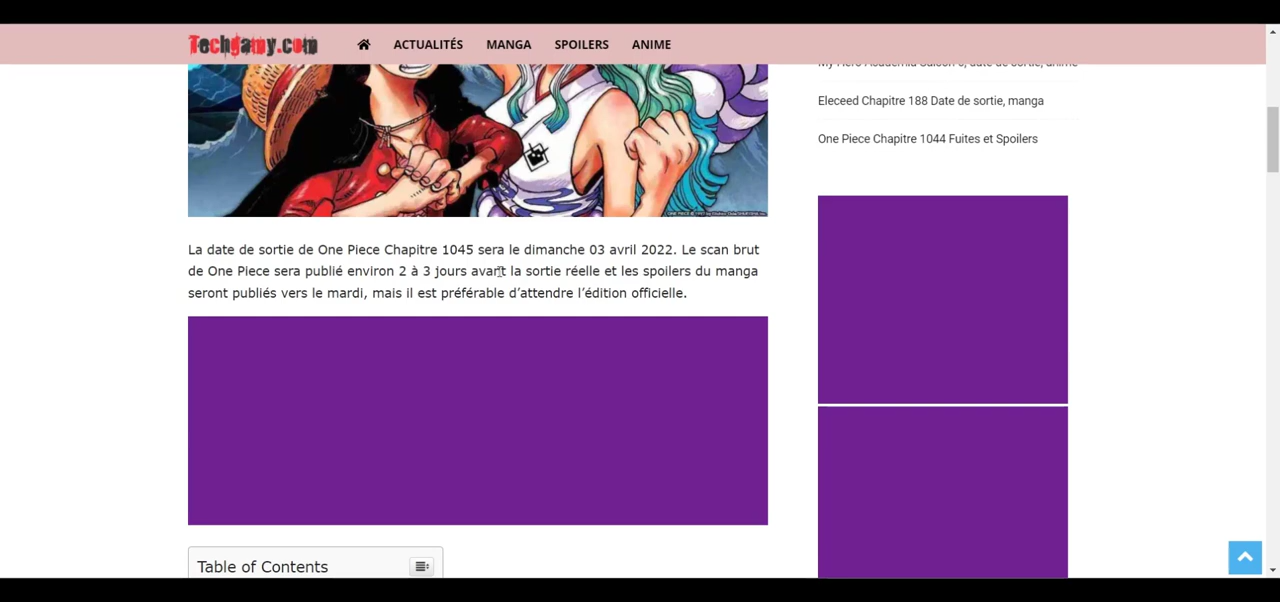 Techgamy.com
ACTUALITÉS MANGA SPOILERS ANIME
My Hero Academia Saison 6, date de sortie, anime
Eleceed Chapitre 188 Date de sortie, manga
One Piece Chapitre 1044 Fuites et Spoilers
La date de sortie de One Piece Chapitre 1045 sera le dimanche 03 avril 2022. Le scan brut
de One Piece sera publié environ 2 à 3 jours avant la sortie réelle et les spoilers du manga
seront publiés vers le mardi, mais il est préférable d’attendre l’édition officielle.
Table of Contents